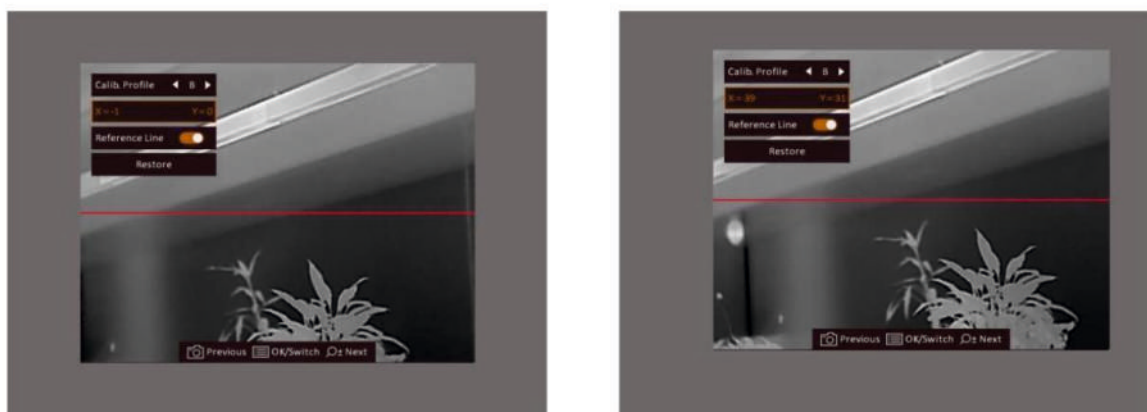 Calib. Profile B
X = -1 Y = 0
Reference Line
Restore
Previous OK/Switch Next
Calib. Profile B
X = 39 Y = 31
Reference Line
Restore
Previous OK/Switch Next